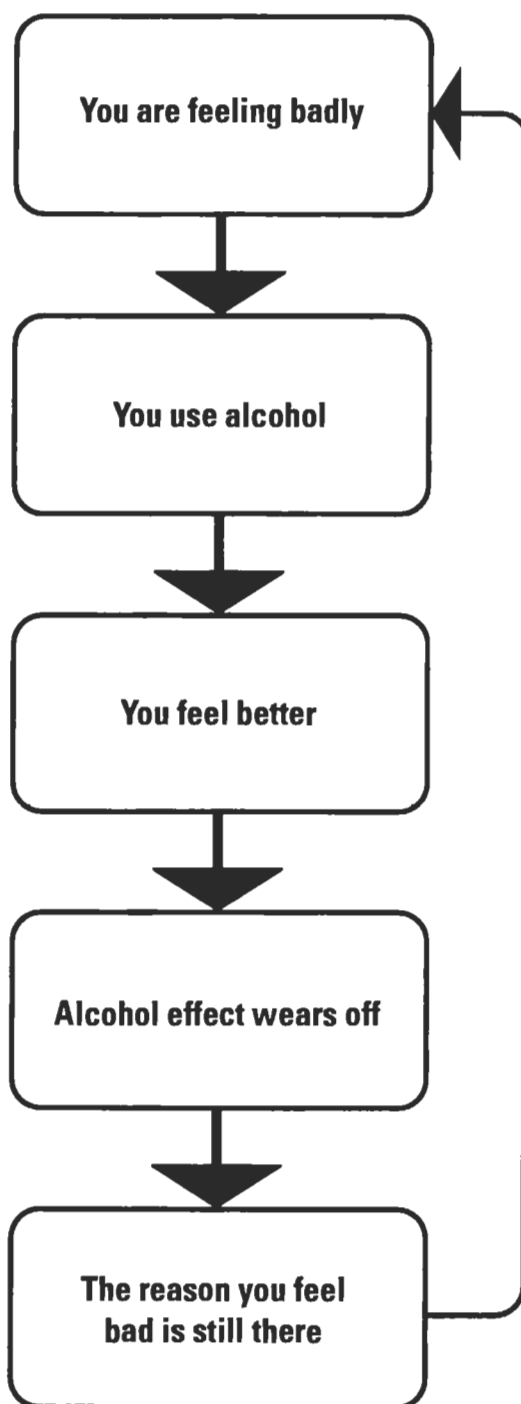 You are feeling badly
You use alcohol
You feel better
Alcohol effect wears off
The reason you feel
bad is still there